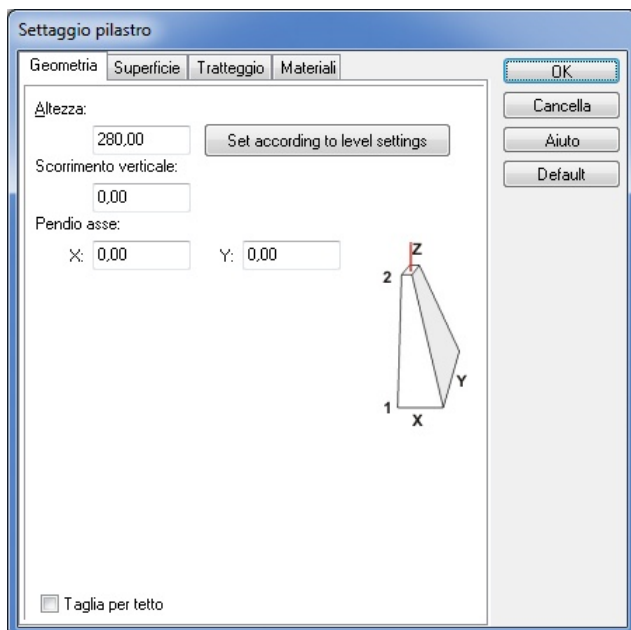 Settaggio pilastro
Geometria Superficie Tratteggio Materiali
OK
Cancella
Aiuto
Default
Altezza:
280,00 Set according to level settings
Scorrimento verticale:
0,00
Pendio asse:
X: 0,00 Y: 0,00
Z
2
Y
1
X
Taglia per tetto